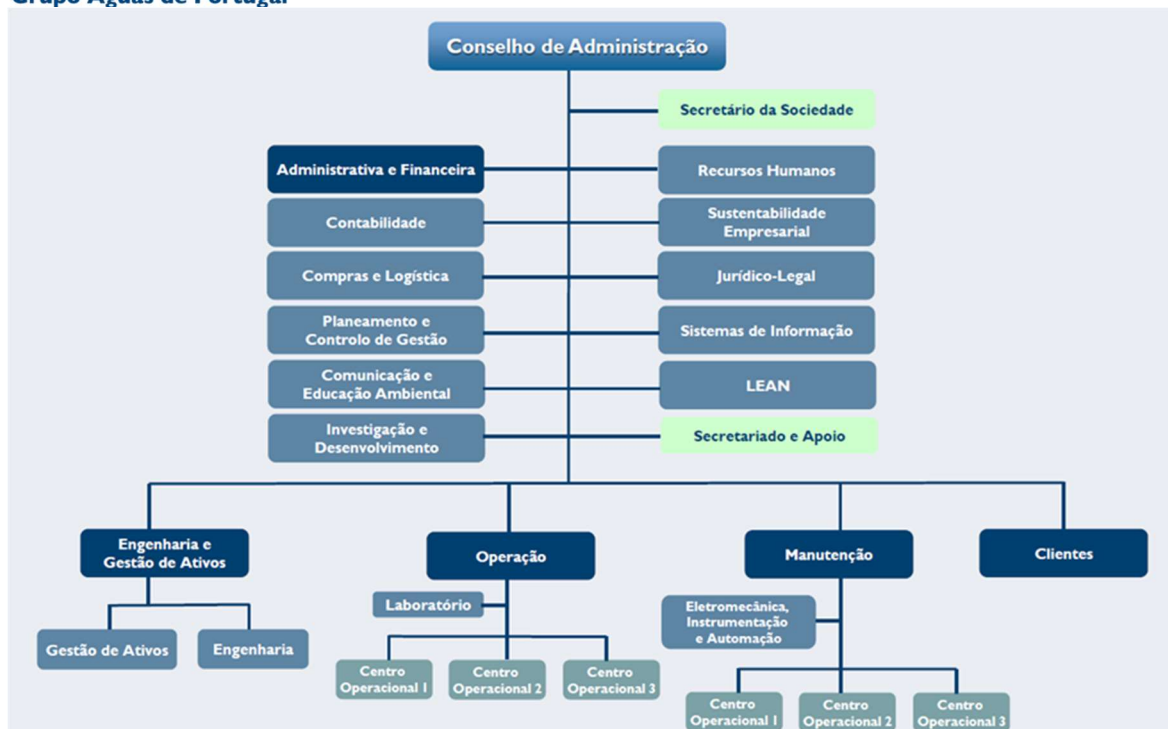 Grupo Águas de Portugal
Conselho de Administração
Secretário da Sociedade
Administrativa e Financeira
Recursos Humanos
Contabilidade
Sustentabilidade
Empresarial
Compras e Logística
Jurídico-Legal
Planeamento e
Controlo de Gestão
Sistemas de Informação
Comunicação e
Educação Ambiental
LEAN
Investigação e
Desenvolvimento
Secretariado e Apoio
Engenharia e
Gestão de Ativos
Operação
Manutenção
Clientes
Gestão de Ativos
Engenharia
Laboratório
Centro
Operacional 1
Centro
Operacional 2
Centro
Operacional 3
Eletromecânica,
Instrumentação
e Automação
Centro
Operacional 1
Centro
Operacional 2
Centro
Operacional 3